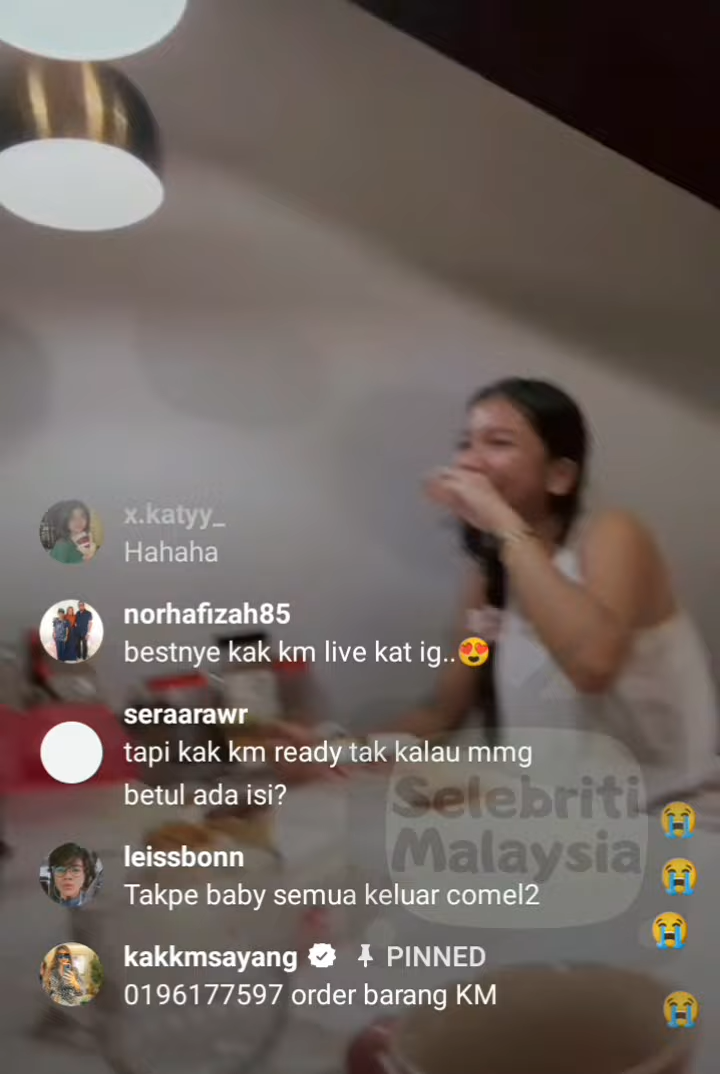 x.katyy_
Hahaha
norhafizah85
bestnye kak km live kat ig..😍
seraarawr
tapi kak km ready tak kalau mmg
betul ada isi?
Selebriti
Malaysia
leissbonn
Takpe baby semua keluar comel2
kakkmsayang PINNED
0196177597 order barang KM